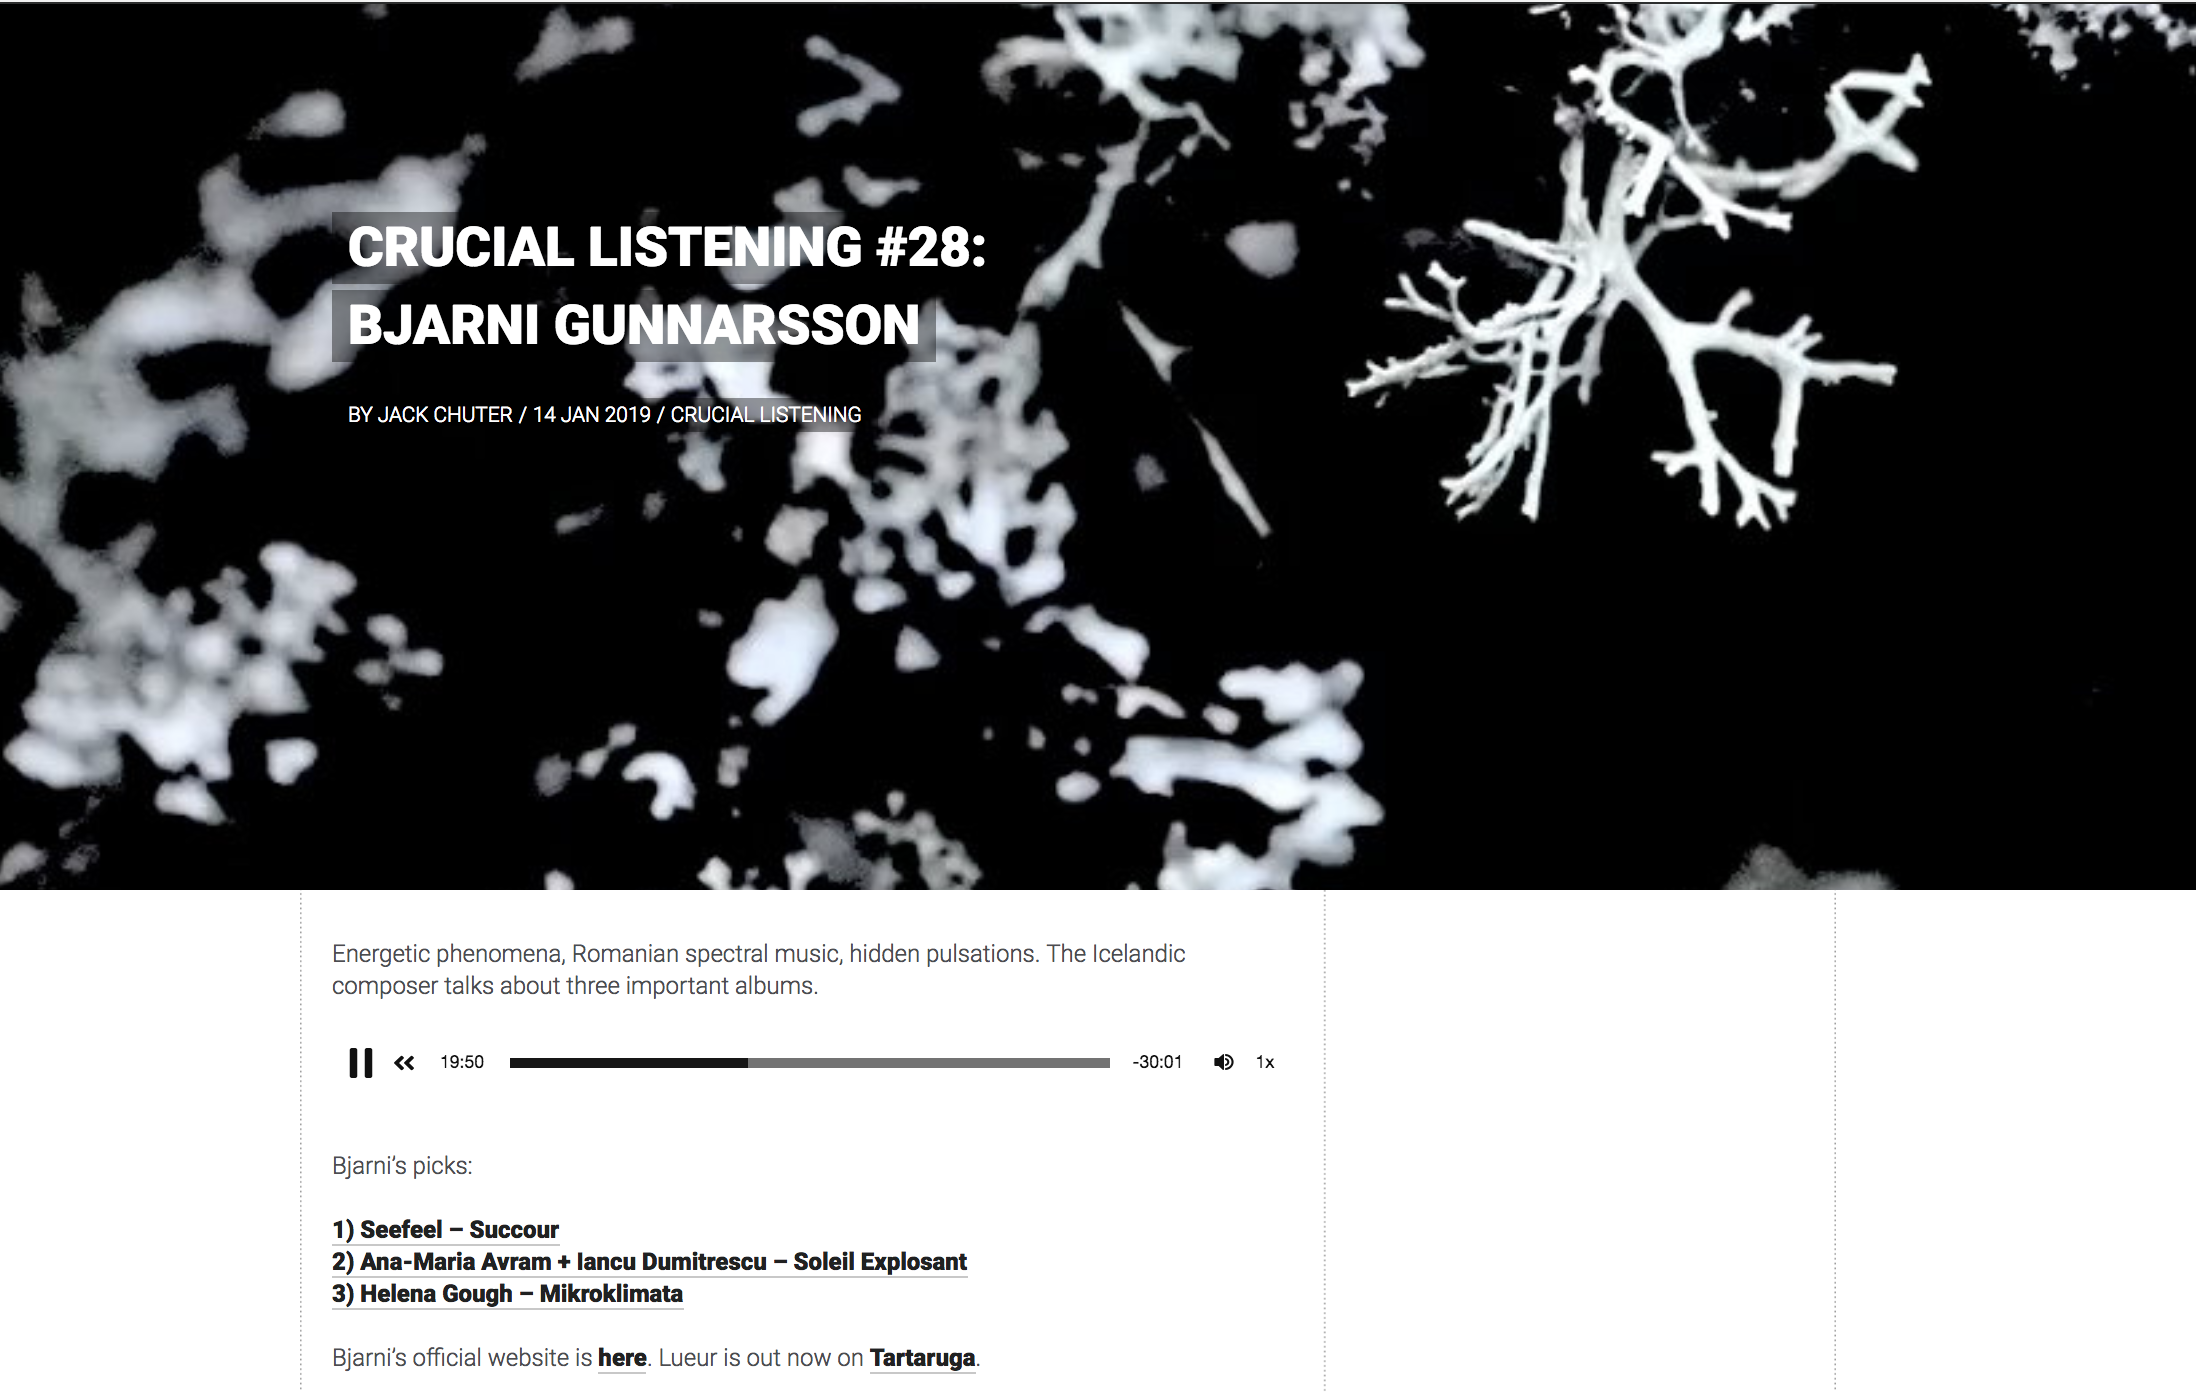 CRUCIAL LISTENING #28:
BJARNI GUNNARSSON
BY JACK CHUTER / 14 JAN 2019 / CRUCIAL LISTENING
Energetic phenomena, Romanian spectral music, hidden pulsations. The Icelandic
composer talks about three important albums.
19:50 -30:01 1x
Bjarni’s picks:
1) Seefeel – Succour
2) Ana-Maria Avram + Iancu Dumitrescu – Soleil Explosant
3) Helena Gough – Mikroklimata
Bjarni’s official website is here. Lueur is out now on Tartaruga.